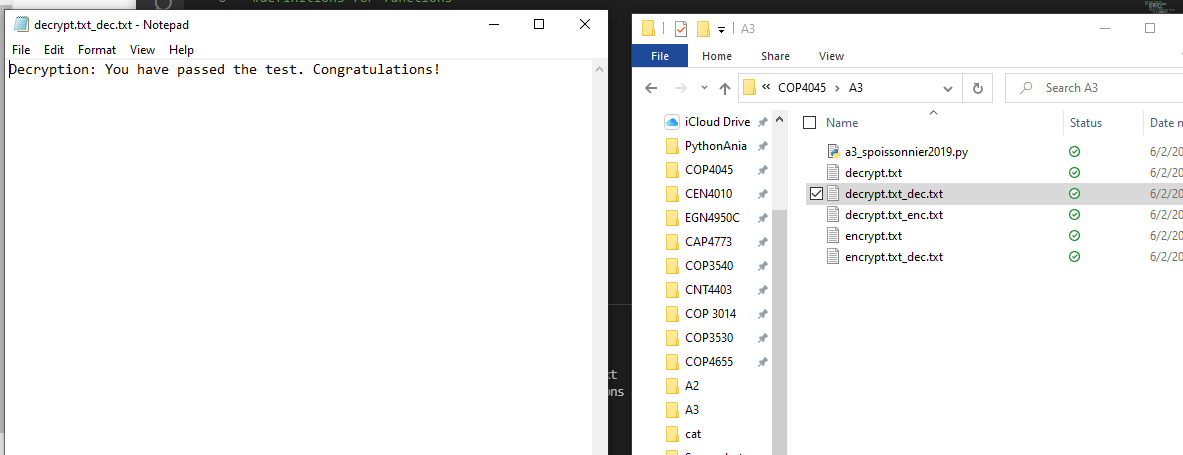 #definitions for functions
decrypt.txt_dec.txt - Notepad
File Edit Format View Help
Decryption: You have passed the test. Congratulations!
A3
File Home Share View
« COP4045 > A3
Search A3
iCloud Drive
PythonAnia
COP4045
CEN4010
EGN4950C
CAP4773
COP3540
CNT4403
COP 3014
COP3530
COP4655
A2
A3
cat
Name Status Date n
a3_spoissonnier2019.py 6/2/20
decrypt.txt 6/2/20
decrypt.txt_dec.txt 6/2/20
decrypt.txt_enc.txt 6/2/20
encrypt.txt 6/2/20
encrypt.txt_dec.txt 6/2/20